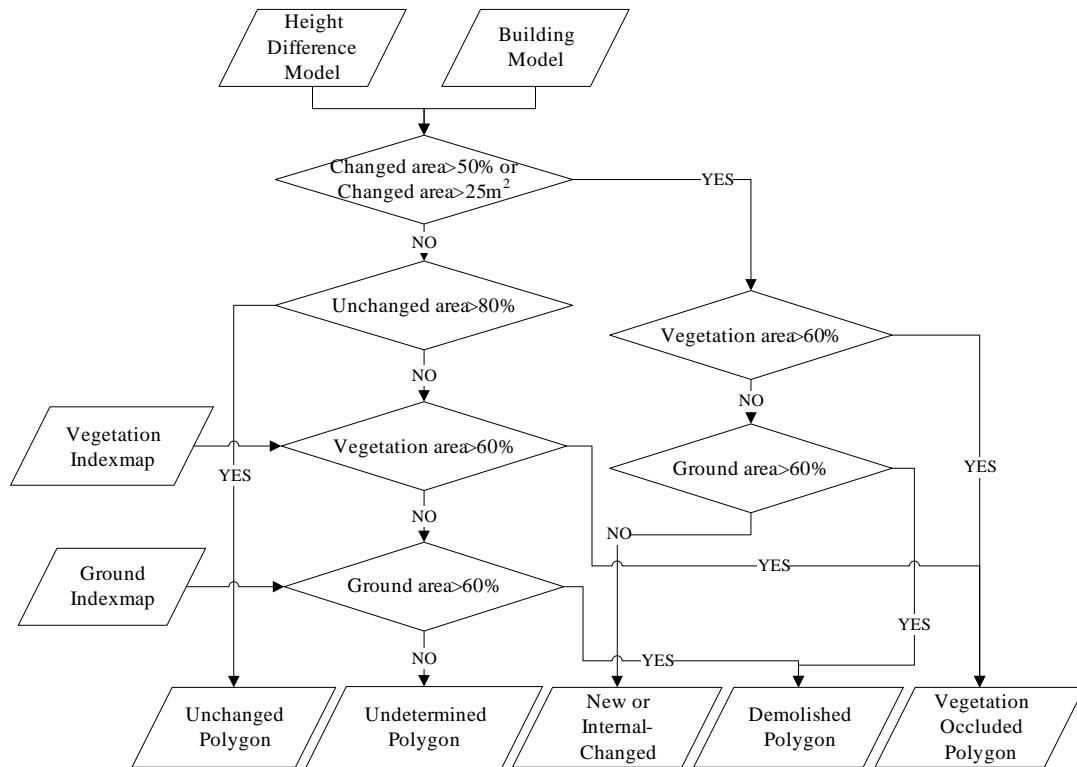 Height
Difference
Model
Building
Model
Changed area>50% or
Changed area>25m²
YES
NO
Unchanged area>80%
Vegetation area>60%
NO
NO
Vegetation
Indexmap
Vegetation area>60%
Ground area>60%
YES
YES
NO
NO
Ground
Indexmap
Ground area>60%
YES
YES
NO
YES
Unchanged
Polygon
Undetermined
Polygon
New or
Internal-
Changed
Demolished
Polygon
Vegetation
Occluded
Polygon